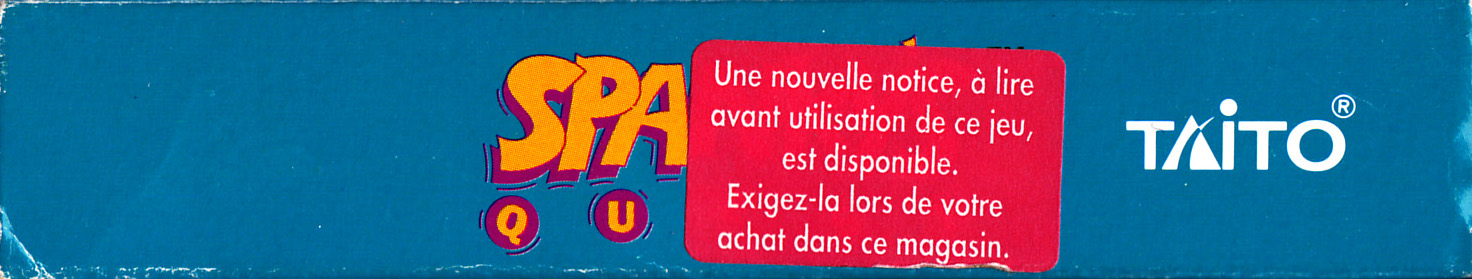 SPA
Q U
Une nouvelle notice, à lire
avant utilisation de ce jeu,
est disponible.
Exigez-la lors de votre
achat dans ce magasin.
TAITO®